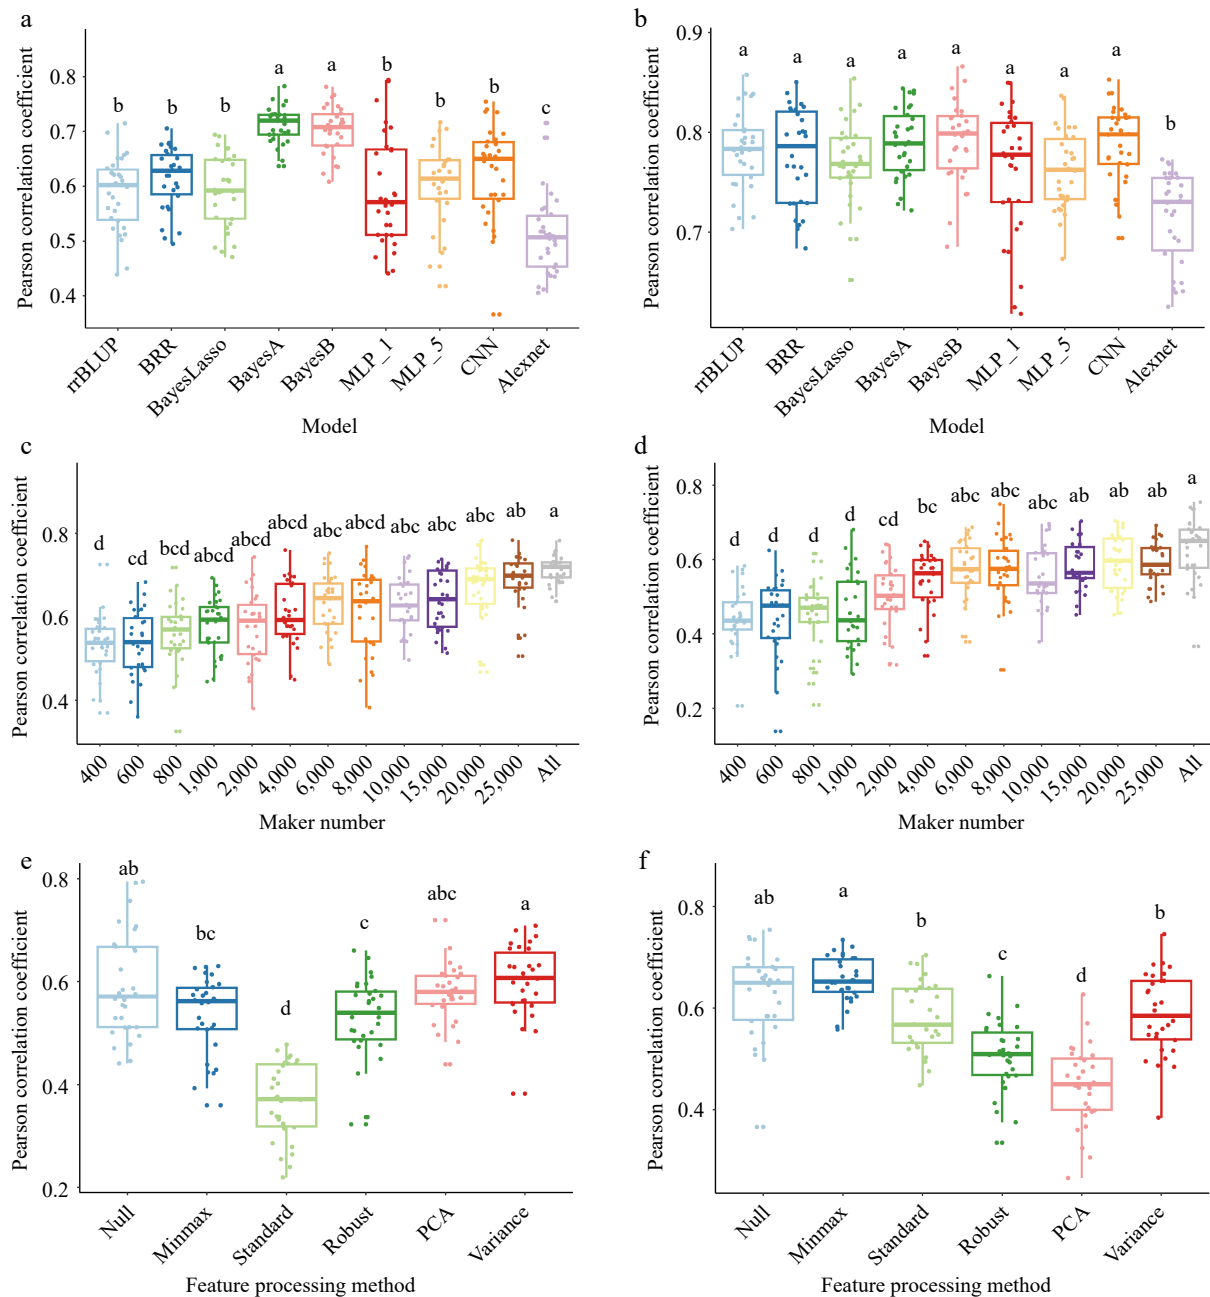 a
Pearson correlation coefficient
0.8
0.7
0.6
0.5
0.4
b b b a a b b b c
rrBLUP BRR BayesLasso BayesA BayesB MLP_1 MLP_5 CNN Alexnet
Model
b
Pearson correlation coefficient
0.9
0.8
0.7
a a a a a a a a b
rrBLUP BRR BayesLasso BayesA BayesB MLP_1 MLP_5 CNN Alexnet
Model
c
Pearson correlation coefficient
0.8
0.6
0.4
d cd bcd abcd abcd abcd abc abcd abc abc abc ab a
400 600 800 1,000 2,000 4,000 6,000 8,000 10,000 15,000 20,000 25,000 All
Maker number
d
Pearson correlation coefficient
0.8
0.6
0.4
0.2
d d d d cd bc abc abc abc ab ab ab a
400 600 800 1,000 2,000 4,000 6,000 8,000 10,000 15,000 20,000 25,000 All
Maker number
e
Pearson correlation coefficient
0.8
0.6
0.4
0.2
ab bc d c abc a
Null Minmax Standard Robust PCA Variance
Feature processing method
f
Pearson correlation coefficient
0.8
0.6
0.4
ab a b c d b
Null Minmax Standard Robust PCA Variance
Feature processing method